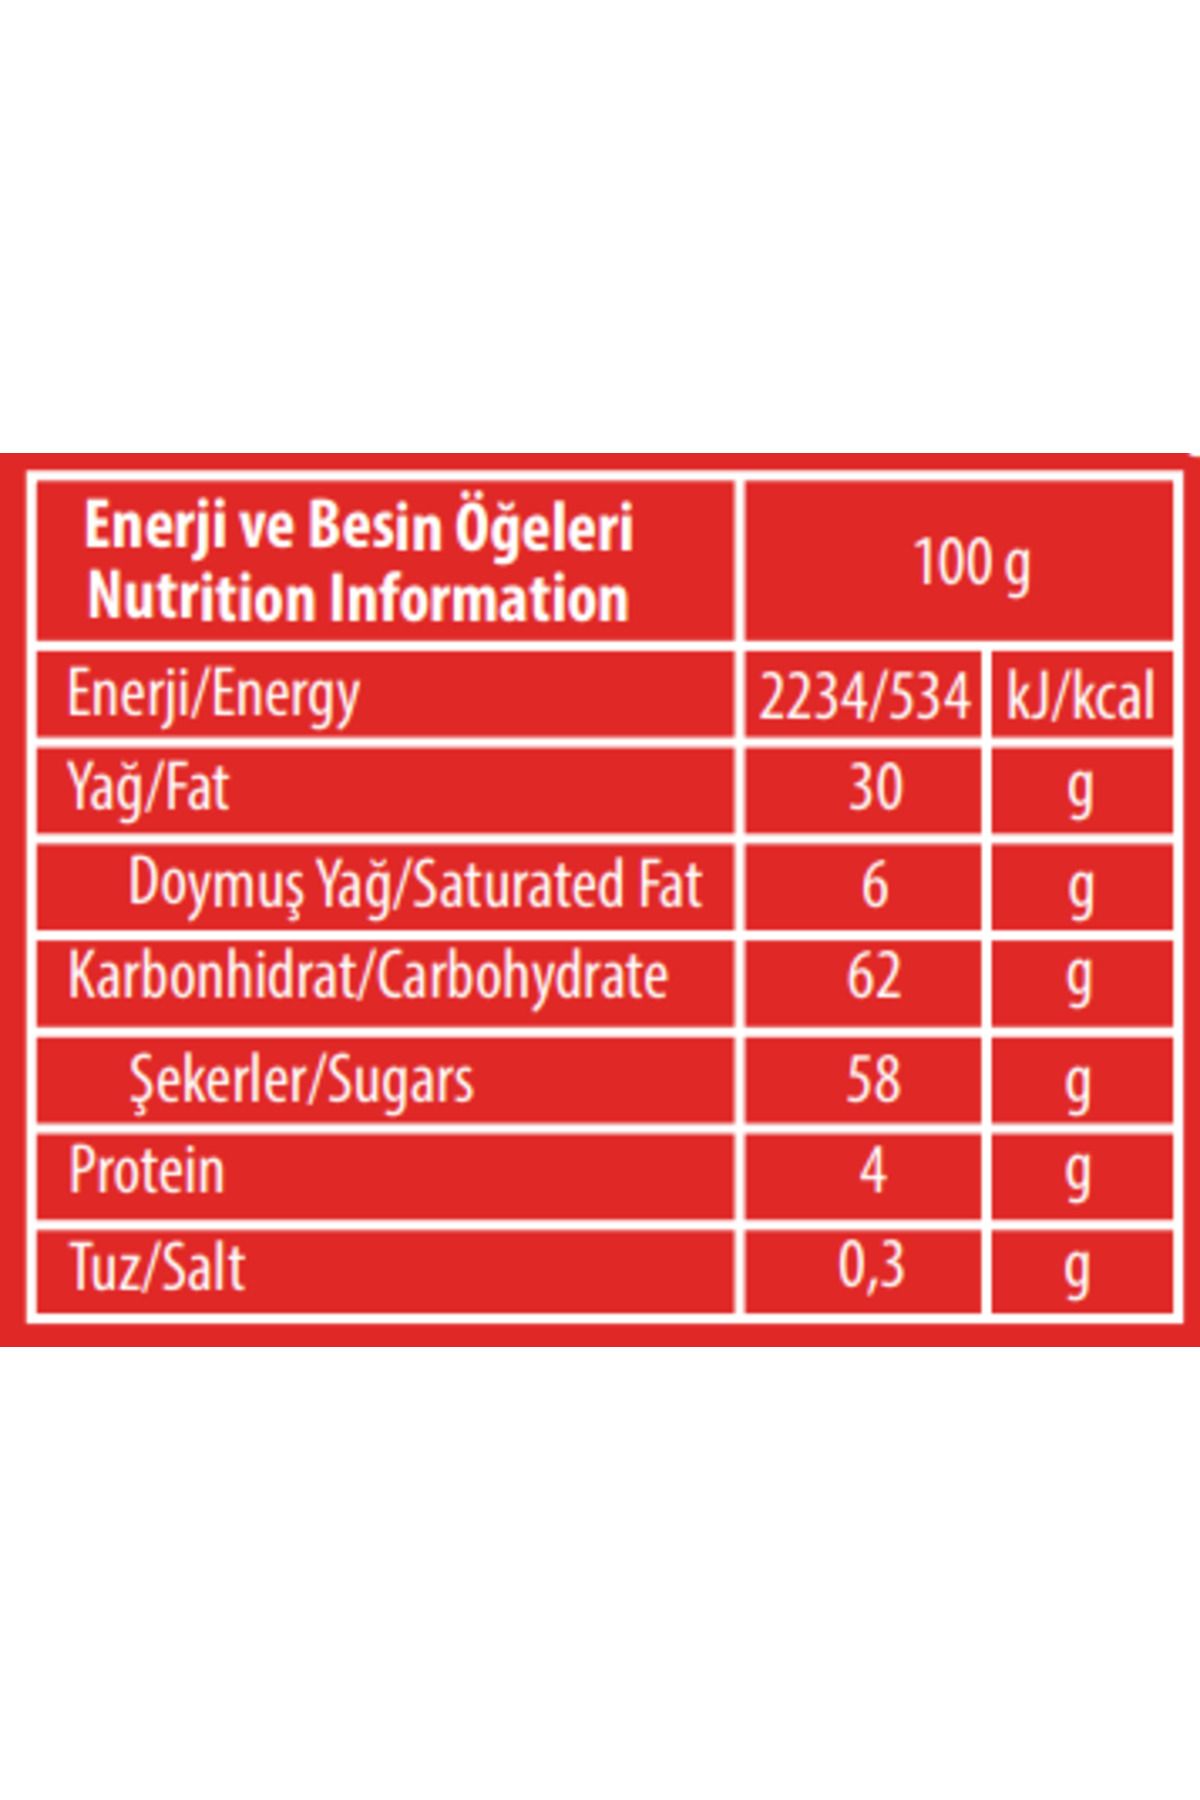 Enerji ve Besin Öğeleri
Nutrition Information
100 g
Enerji/Energy 2234/534 kJ/kcal
Yağ/Fat 30 g
Doymuş Yağ/Saturated Fat 6 g
Karbonhidrat/Carbohydrate 62 g
Şekerler/Sugars 58 g
Protein 4 g
Tuz/Salt 0,3 g